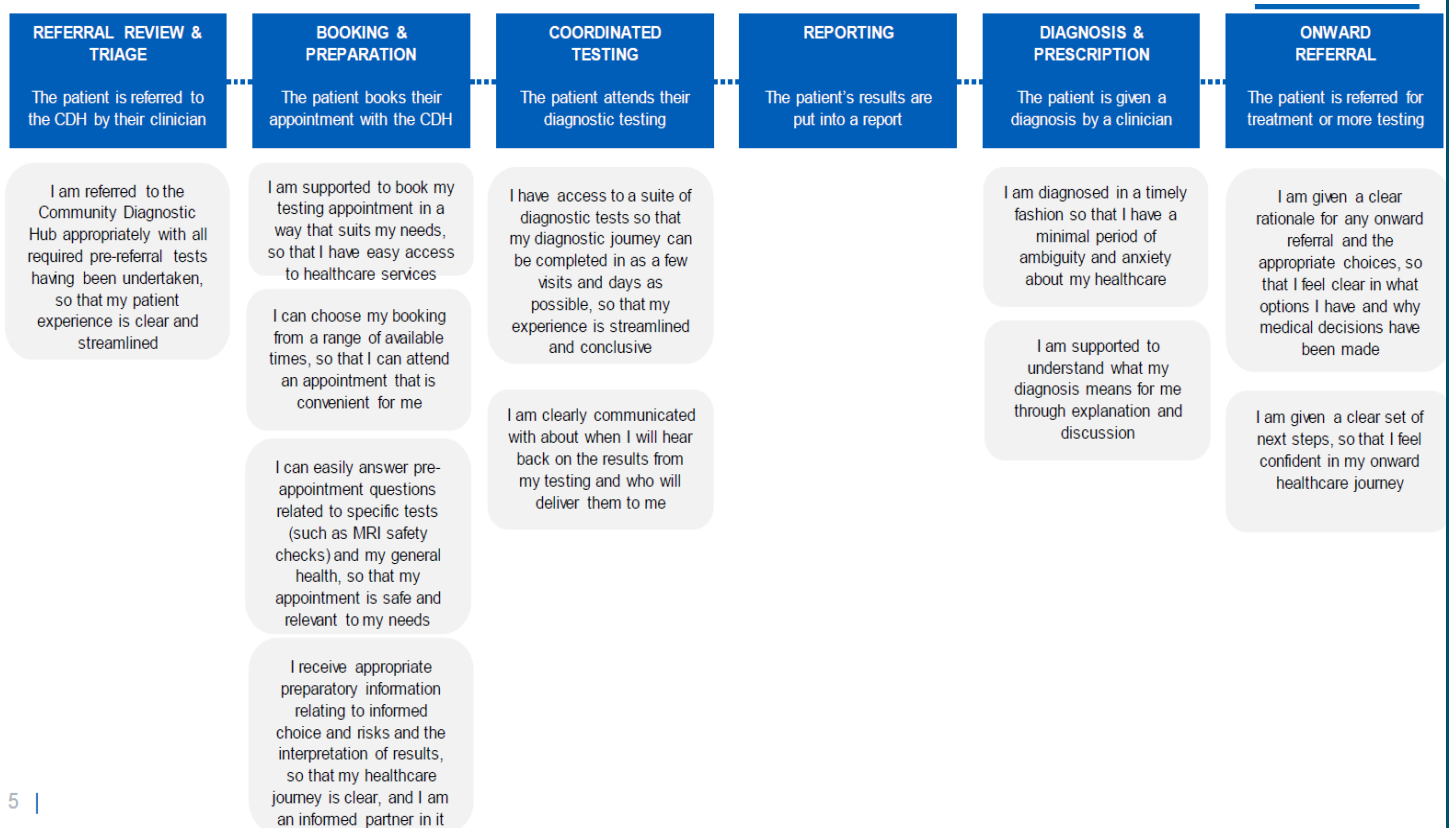 REFERRAL REVIEW &
TRIAGE
The patient is referred to
the CDH by their clinician
I am referred to the
Community Diagnostic
Hub appropriately with all
required pre-referral tests
having been undertaken,
so that my patient
experience is clear and
streamlined
BOOKING &
PREPARATION
The patient books their
appointment with the CDH
I am supported to book my
testing appointment in a
way that suits my needs,
so that I have easy access
to healthcare services
I can choose my booking
from a range of available
times, so that I can attend
an appointment that is
convenient for me
I can easily answer pre-
appointment questions
related to specific tests
(such as MRI safety
checks) and my general
health, so that my
appointment is safe and
relevant to my needs
I receive appropriate
preparatory information
relating to informed
choice and risks and the
interpretation of results,
so that my healthcare
journey is clear, and I am
an informed partner in it
COORDINATED
TESTING
The patient attends their
diagnostic testing
I have access to a suite of
diagnostic tests so that
my diagnostic journey can
be completed in as a few
visits and days as
possible, so that my
experience is streamlined
and conclusive
I am clearly communicated
with about when I will hear
back on the results from
my testing and who will
deliver them to me
REPORTING
The patient's results are
put into a report
DIAGNOSIS &
PRESCRIPTION
The patient is given a
diagnosis by a clinician
I am diagnosed in a timely
fashion so that I have a
minimal period of
ambiguity and anxiety
about my healthcare
I am supported to
understand what my
diagnosis means for me
through explanation and
discussion
ONWARD
REFERRAL
The patient is referred for
treatment or more testing
I am given a clear
rationale for any onward
referral and the
appropriate choices, so
that I feel clear in what
options I have and why
medical decisions have
been made
I am given a clear set of
next steps, so that I feel
confident in my onward
healthcare journey
5 |